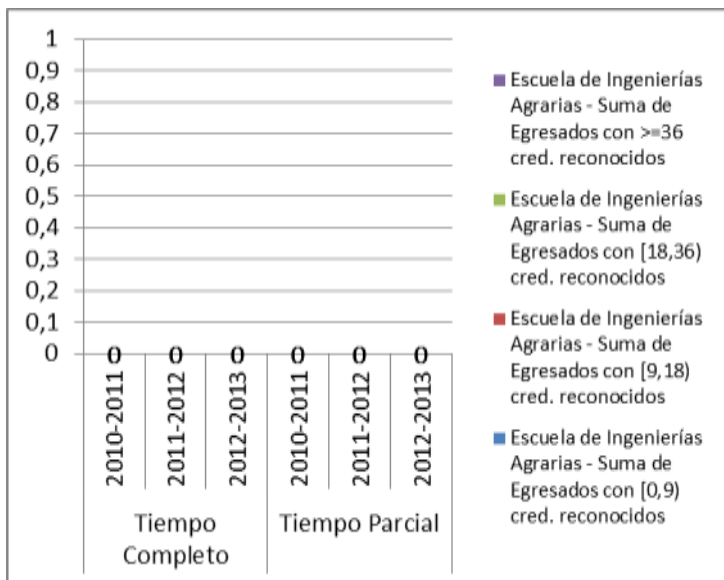 1
0,9
0,8
0,7
0,6
0,5
0,4
0,3
0,2
0,1
0
0 0 0 0 0 0
2010-2011
2011-2012
2012-2013
2010-2011
2011-2012
2012-2013
Tiempo
Completo
Tiempo Parcial
Escuela de Ingenierías
Agrarias - Suma de
Egresados con >=36
cred. reconocidos
Escuela de Ingenierías
Agrarias - Suma de
Egresados con [18,36)
cred. reconocidos
Escuela de Ingenierías
Agrarias - Suma de
Egresados con [9,18)
cred. reconocidos
Escuela de Ingenierías
Agrarias - Suma de
Egresados con [0,9)
cred. reconocidos